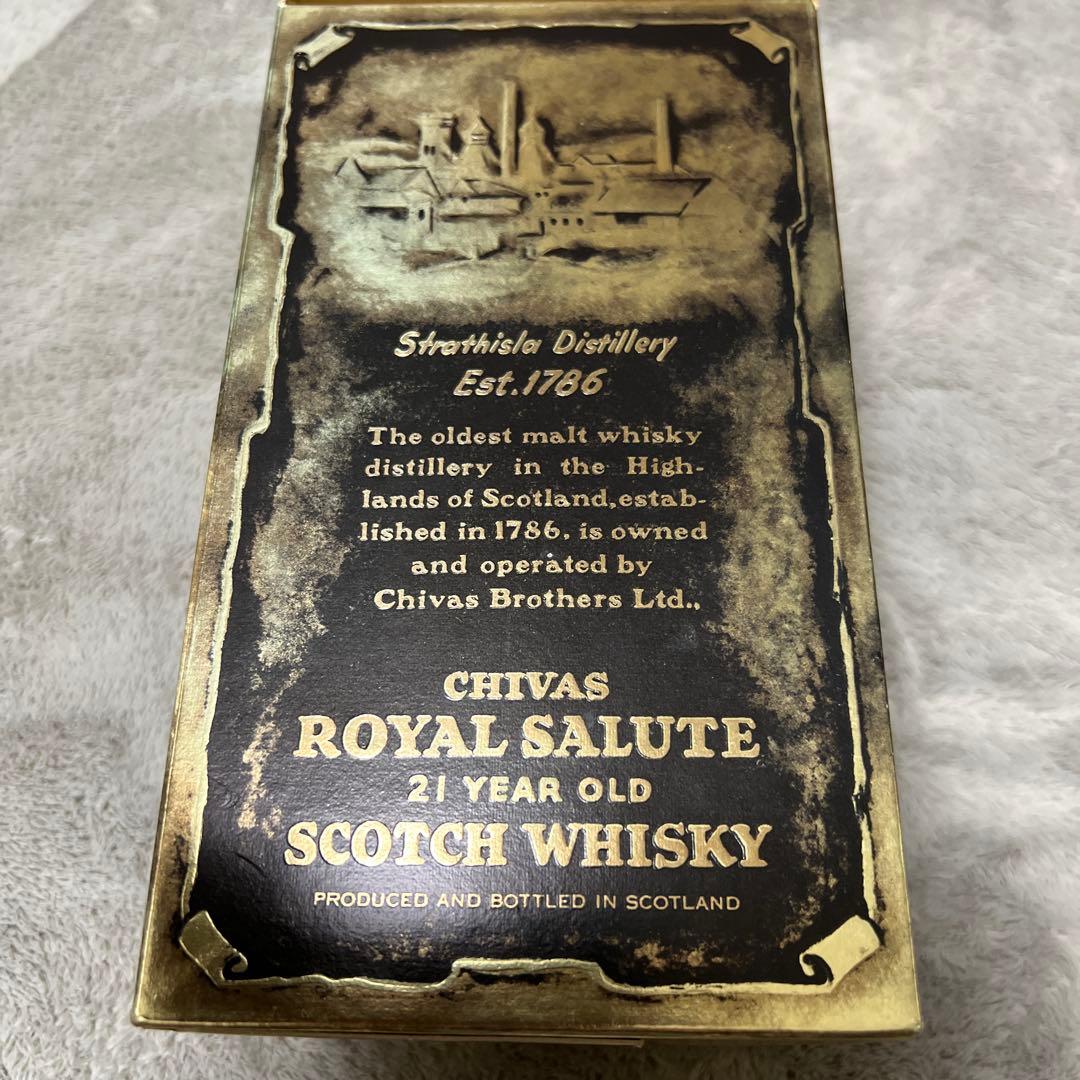 Strathisla Distillery
Est. 1786
The oldest malt whisky
distillery in the High-
lands of Scotland, estab-
lished in 1786. is owned
and operated by
Chivas Brothers Ltd.,
CHIVAS
ROYAL SALUTE
21 YEAR OLD
SCOTCH WHISKY
PRODUCED AND BOTTLED IN SCOTLAND